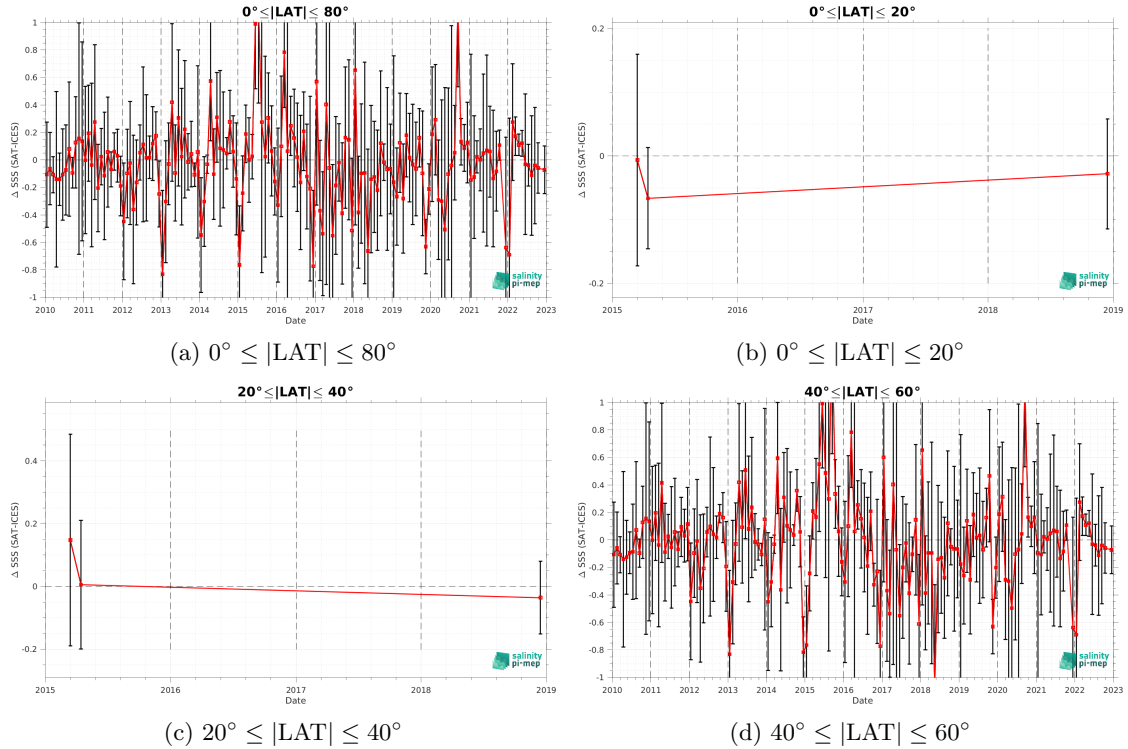 0°≤|LAT|≤ 80°
Δ SSS (SAT-ICES)
1
0.8
0.6
0.4
0.2
0
-0.2
-0.4
-0.6
-0.8
-1
2010 2011 2012 2013 2014 2015 2016 2017 2018 2019 2020 2021 2022 2023
Date
salinity
pi-mep
(a) 0° ≤ |LAT| ≤ 80°
0°≤|LAT|≤ 20°
Δ SSS (SAT-ICES)
0.2
0
-0.2
2015 2016 2017 2018 2019
Date
salinity
pi-mep
(b) 0° ≤ |LAT| ≤ 20°
20°≤|LAT|≤ 40°
Δ SSS (SAT-ICES)
0.4
0.2
0
-0.2
2015 2016 2017 2018 2019
Date
salinity
pi-mep
(c) 20° ≤ |LAT| ≤ 40°
40°≤|LAT|≤ 60°
Δ SSS (SAT-ICES)
1
0.8
0.6
0.4
0.2
0
-0.2
-0.4
-0.6
-0.8
-1
2010 2011 2012 2013 2014 2015 2016 2017 2018 2019 2020 2021 2022 2023
Date
salinity
pi-mep
(d) 40° ≤ |LAT| ≤ 60°